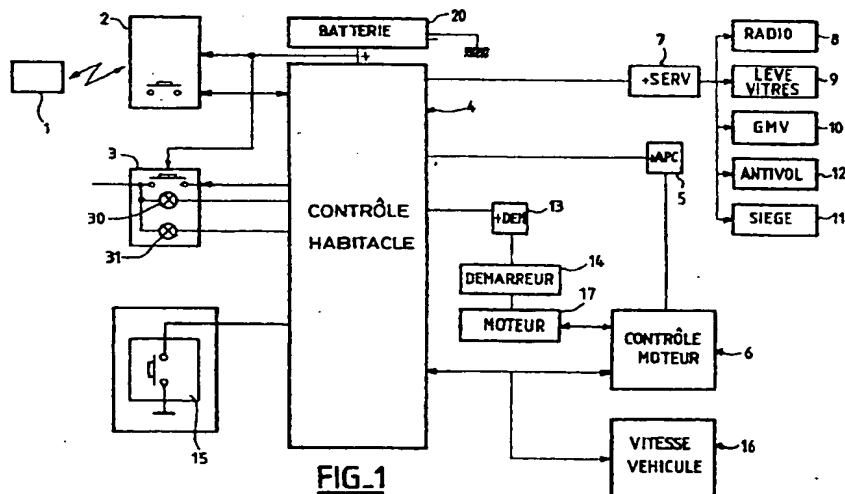 2
BATTERIE
20
+
1
7
+SERV
RADIO
8
LEVE
VITRES
9
GMV
10
ANTIVOL
12
SIEGE
11
4
+APC
5
3
30
31
CONTRÔLE
HABITACLE
+DEM
13
DEMARREUR
14
MOTEUR
17
CONTRÔLE
MOTEUR
6
15
VITESSE
VEHICULE
16
FIG_1